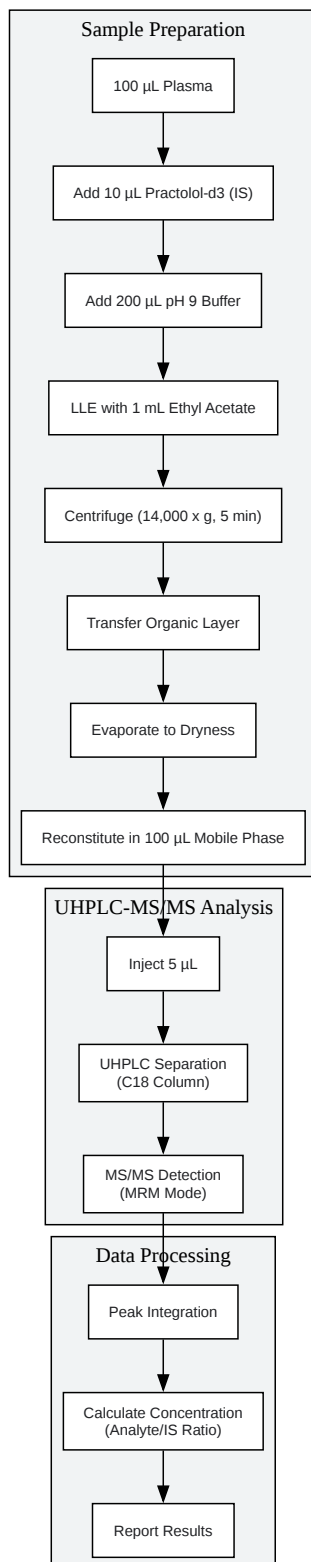 Sample Preparation
100 µL Plasma
Add 10 µL Practolol-d3 (IS)
Add 200 µL pH 9 Buffer
LLE with 1 mL Ethyl Acetate
Centrifuge (14,000 x g, 5 min)
Transfer Organic Layer
Evaporate to Dryness
Reconstitute in 100 µL Mobile Phase
UHPLC-MS/MS Analysis
Inject 5 µL
UHPLC Separation
(C18 Column)
MS/MS Detection
(MRM Mode)
Data Processing
Peak Integration
Calculate Concentration
(Analyte/IS Ratio)
Report Results